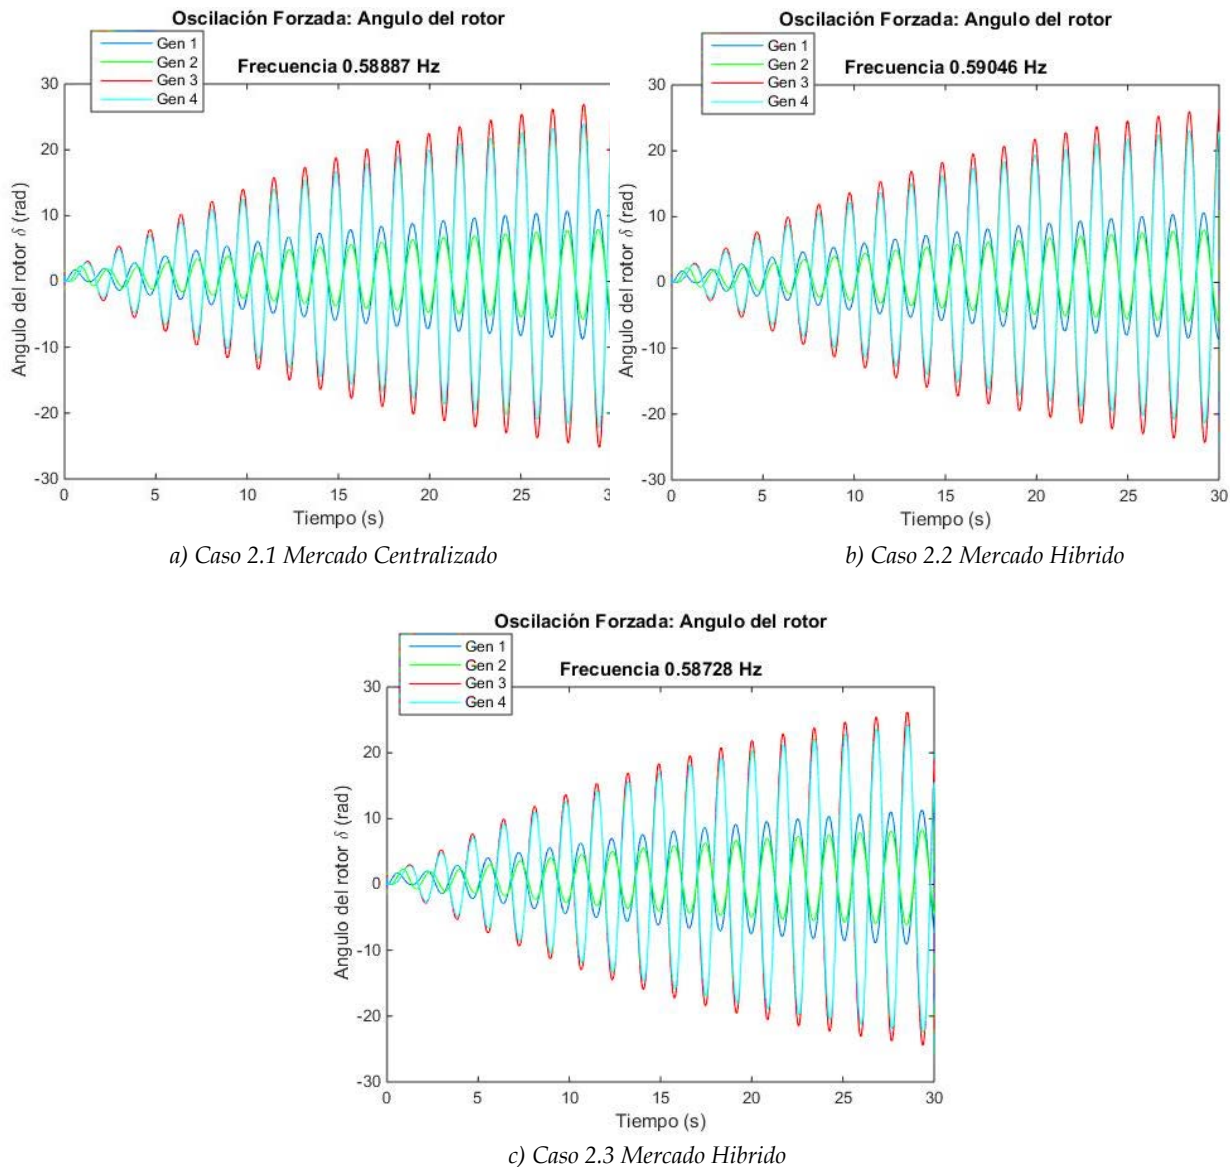 Oscilación Forzada: Angulo del rotor
Gen 1
Gen 2
Gen 3
Gen 4
Frecuencia 0.58887 Hz
Angulo del rotor δ (rad)
30
20
10
0
-10
-20
-30
0 5 10 15 20 25
Tiempo (s)
a) Caso 2.1 Mercado Centralizado
Oscilación Forzada: Angulo del rotor
Gen 1
Gen 2
Gen 3
Gen 4
Frecuencia 0.59046 Hz
Angulo del rotor δ (rad)
30
20
10
0
-10
-20
-30
0 5 10 15 20 25 30
Tiempo (s)
b) Caso 2.2 Mercado Hibrido
Oscilación Forzada: Angulo del rotor
Gen 1
Gen 2
Gen 3
Gen 4
Frecuencia 0.58728 Hz
Angulo del rotor δ (rad)
30
20
10
0
-10
-20
-30
0 5 10 15 20 25 30
Tiempo (s)
c) Caso 2.3 Mercado Hibrido